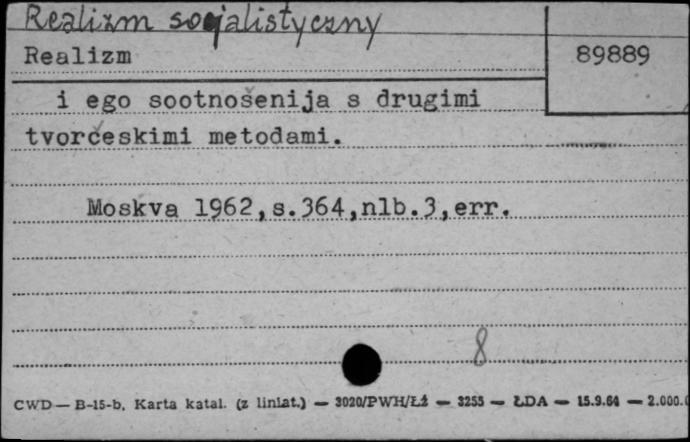 Realizm socjalistyczny
Realizm
89889
i ego sootnošenija s drugimi
tvorčeskimi metodami.
Moskva 1962,s.364,nlb.3,err.
8
CWD — B-15-b. Karta katal. (z liniat.) — 3020/PWH/Łż — 3255 — ŁDA — 15.9.64 — 2.000.